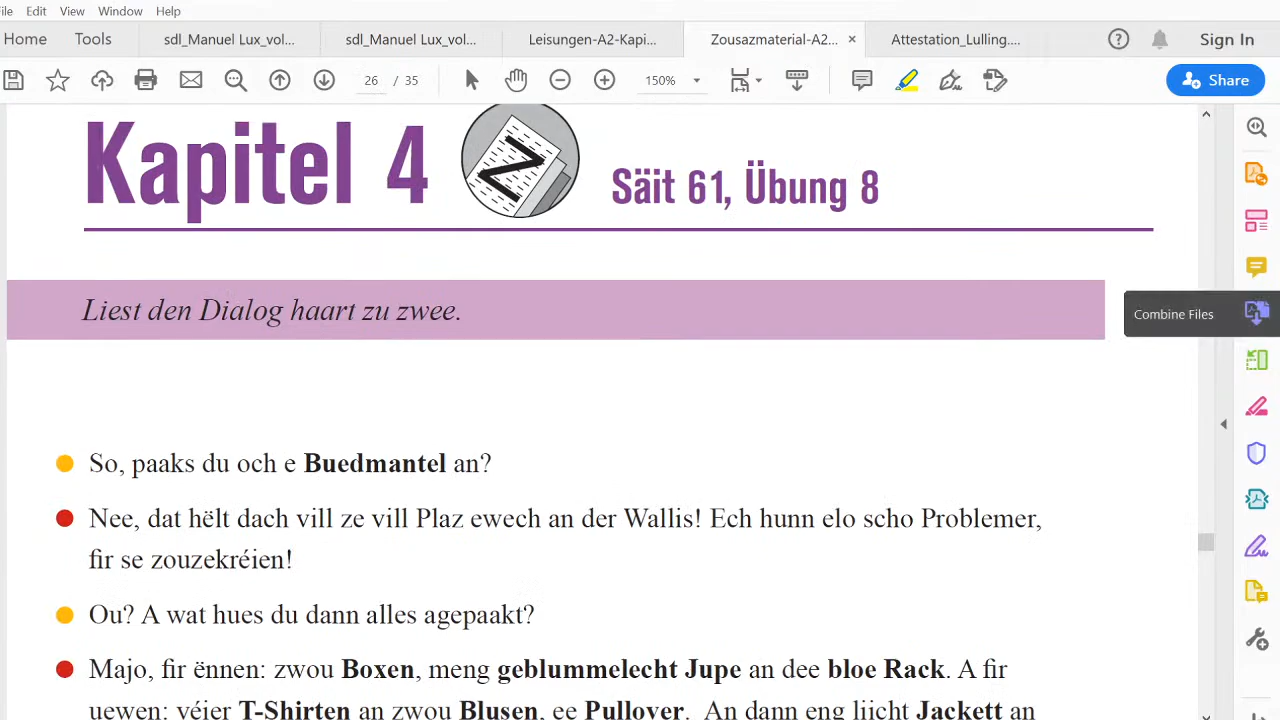 File Edit View Window Help
Home Tools sdl_Manuel Lux_vol... sdl_Manuel Lux_vol... Leisungen-A2-Kapi... Zousazmaterial-A2... × Attestation_Lulling.... Sign In
26 / 35 150% Share
Kapitel 4 Säit 61, Übung 8
Liest den Dialog haart zu zwee.
Combine Files
So, paaks du och e Buedmantel an?
Nee, dat hëlt dach vill ze vill Plaz ewech an der Wallis! Ech hunn elo scho Problemer,
fir se zouzekréien!
Ou? A wat hues du dann alles agepaakt?
Majo, fir ënnen: zwou Boxen, meng geblummelecht Jupe an dee bloe Rack. A fir
uewen: véier T-Shirten an zwou Blusen, ee Pullover. An dann eng liicht Jackett an